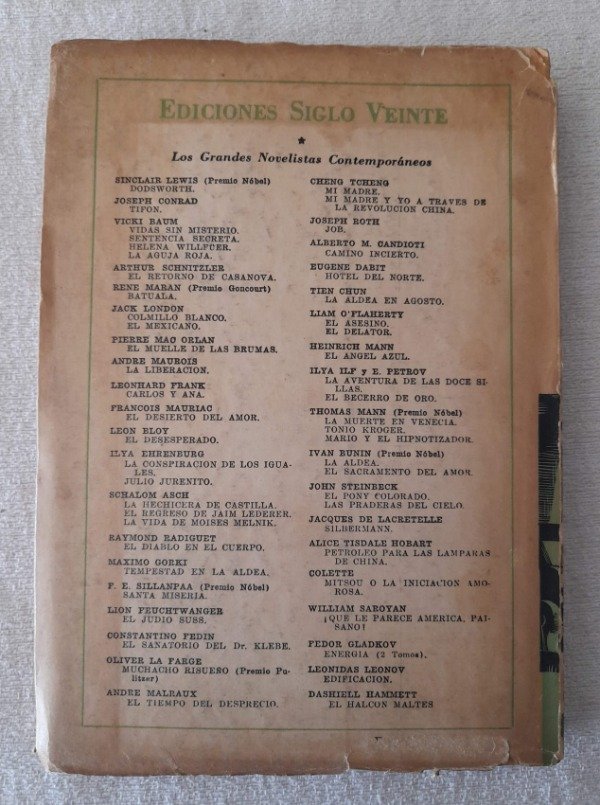 EDICIONES SIGLO VEINTE
★
Los Grandes Novelistas Contemporáneos
SINCLAIR LEWIS (Premio Nóbel)
DODSWORTH.
JOSEPH CONRAD
TIFON.
VICKI BAUM
VIDAS SIN MISTERIO.
SENTENCIA SECRETA.
HELENA WILLFUER.
LA AGUJA ROJA.
ARTHUR SCHNITZLER
EL RETORNO DE CASANOVA.
RENE MARAN (Premio Goncourt)
BATUALA.
JACK LONDON
COLMILLO BLANCO.
EL MEXICANO.
PIERRE MAC ORLAN
EL MUELLE DE LAS BRUMAS.
ANDRE MAUROIS
LA LIBERACION.
LEONHARD FRANK
CARLOS Y ANA.
FRANCOIS MAURIAC
EL DESIERTO DEL AMOR.
LEON BLOY
EL DESESPERADO.
ILYA EHRENBURG
LA CONSPIRACION DE LOS IGUA-
LES.
JULIO JURENITO.
SCHALOM ASCH
LA HECHICERA DE CASTILLA.
EL REGRESO DE JAIM LEDERER.
LA VIDA DE MOISES MELNIK.
RAYMOND RADIGUET
EL DIABLO EN EL CUERPO.
MAXIMO GORKI
TEMPESTAD EN LA ALDEA.
F. E. SILLANPAA (Premio Nóbel)
SANTA MISERIA.
LION FEUCHTWANGER
EL JUDIO SUSS.
CONSTANTINO FEDIN
EL SANATORIO DEL Dr. KLEBE.
OLIVER LA FARGE
MUCHACHO RISUEÑO (Premio Pu-
litzer)
ANDRE MALRAUX
EL TIEMPO DEL DESPRECIO.
CHENG TCHENG
MI MADRE.
MI MADRE Y YO A TRAVES DE
LA REVOLUCION CHINA.
JOSEPH ROTH
JOB.
ALBERTO M. CANDIOTI
CAMINO INCIERTO.
EUGENE DABIT
HOTEL DEL NORTE.
TIEN CHUN
LA ALDEA EN AGOSTO.
LIAM O'FLAHERTY
EL ASESINO.
EL DELATOR.
HEINRICH MANN
EL ANGEL AZUL.
ILYA ILF y E. PETROV
LA AVENTURA DE LAS DOCE SI-
LLAS.
EL BECERRO DE ORO.
THOMAS MANN (Premio Nóbel)
LA MUERTE EN VENECIA.
TONIO KROGER.
MARIO Y EL HIPNOTIZADOR.
IVAN BUNIN (Premio Nóbel)
LA ALDEA.
EL SACRAMENTO DEL AMOR.
JOHN STEINBECK
EL PONY COLORADO.
LAS PRADERAS DEL CIELO.
JACQUES DE LACRETELLE
SILBERMANN.
ALICE TISDALE HOBART
PETROLEO PARA LAS LAMPARAS
DE CHINA.
COLETTE
MITSOU O LA INICIACION AMO-
ROSA.
WILLIAM SAROYAN
¡QUE LE PARECE AMERICA, PAI-
SANO!
FEDOR GLADKOV
ENERGIA (2 Tomos).
LEONIDAS LEONOV
EDIFICACION.
DASHIELL HAMMETT
EL HALCON MALTES